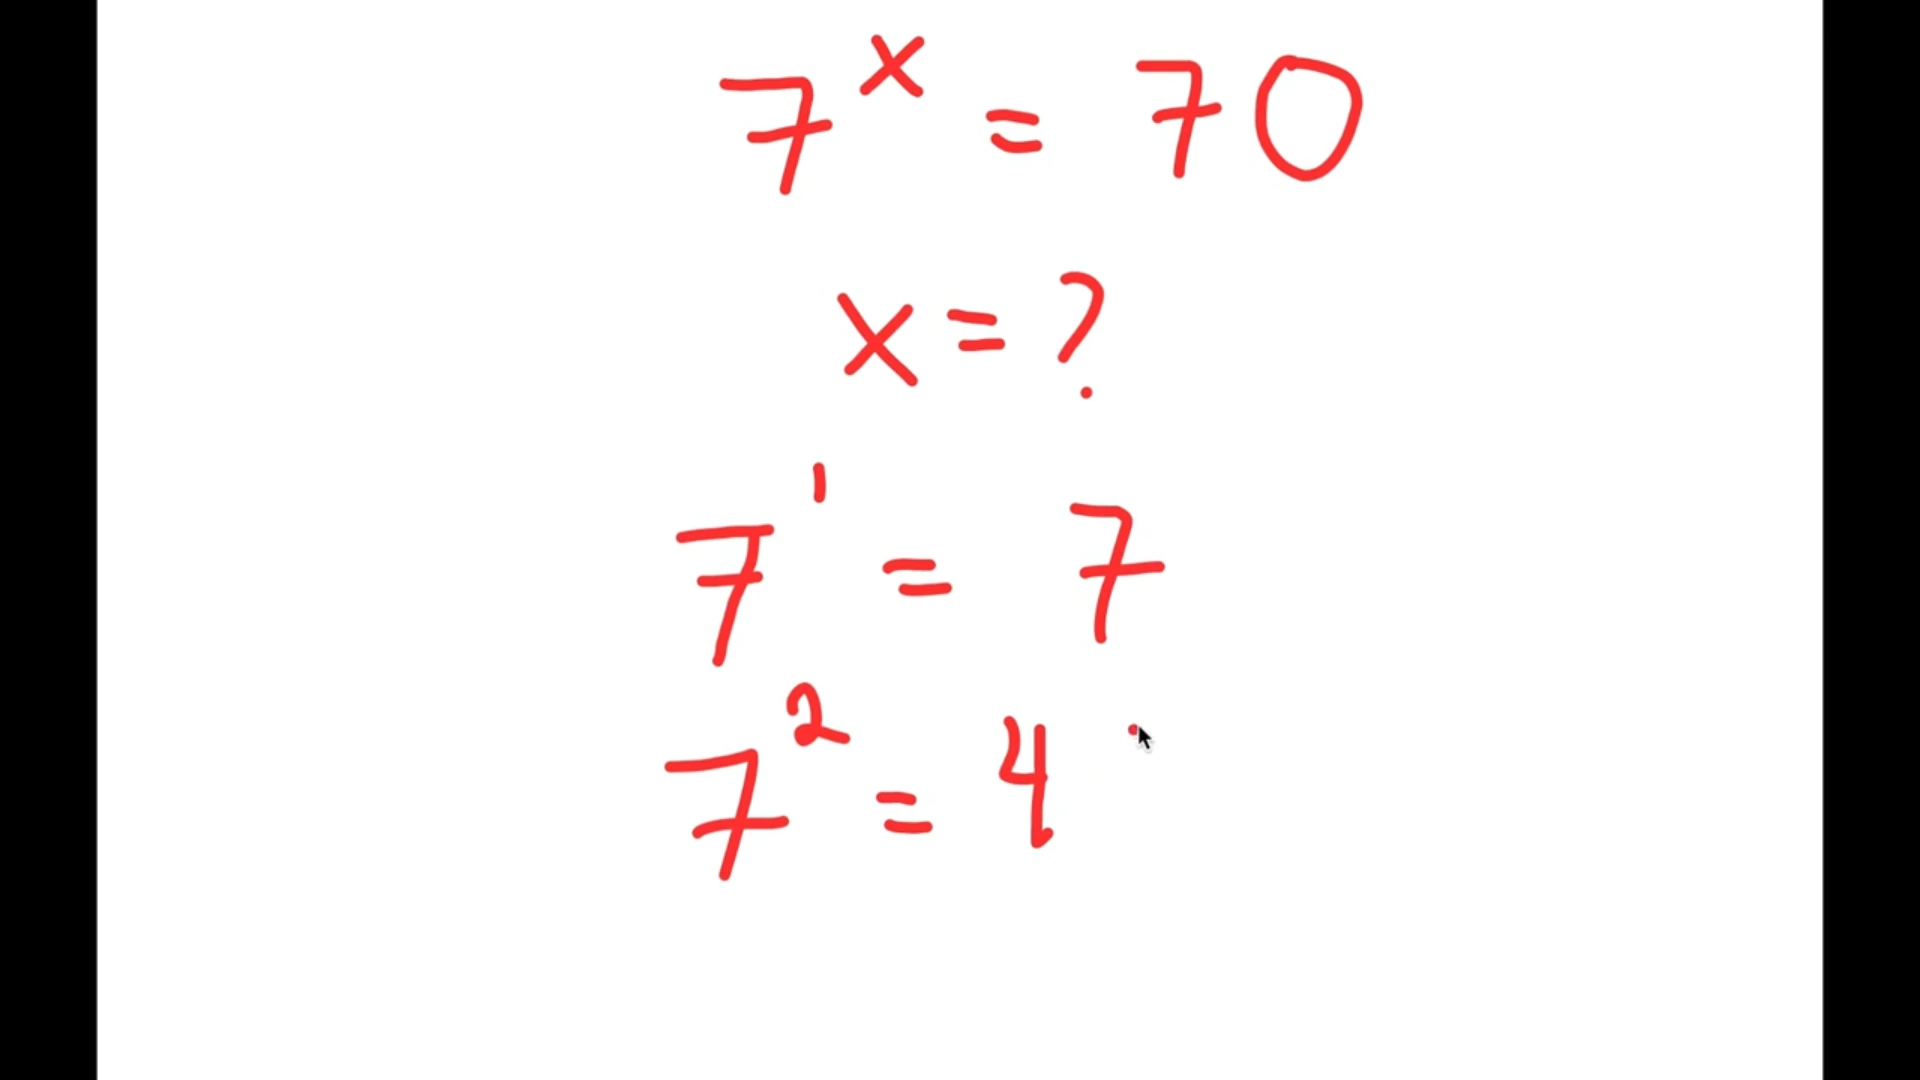 7^x = 70
x = ?
7^1 = 7
7^2 = 4